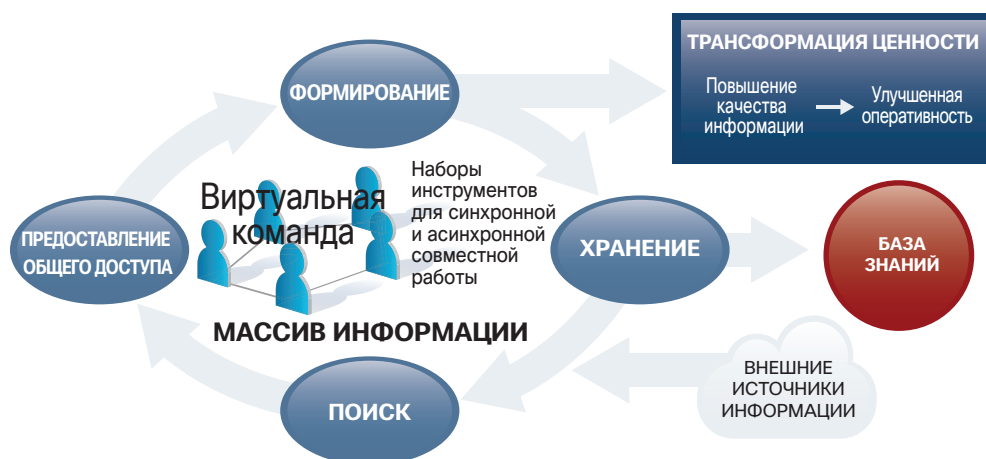 ФОРМИРОВАНИЕ
ТРАНСФОРМАЦИЯ ЦЕННОСТИ
Повышение
качества
информации
Улучшенная
оперативность
Виртуальная
команда
Наборы
инструментов
для синхронной
и асинхронной
совместной
работы
ПРЕДОСТАВЛЕНИЕ
ОБЩЕГО ДОСТУПА
ХРАНЕНИЕ
БАЗА
ЗНАНИЙ
МАССИВ ИНФОРМАЦИИ
ПОИСК
ВНЕШНИЕ
ИСТОЧНИКИ
ИНФОРМАЦИИ